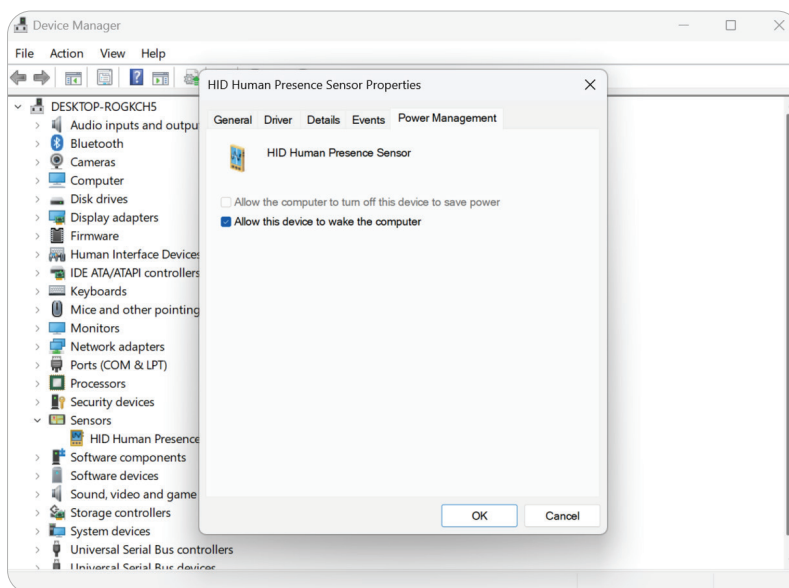 Device Manager
File Action View Help
HID Human Presence Sensor Properties
DESKTOP-ROGKCH5
Audio inputs and outpu
Bluetooth
Cameras
Computer
Disk drives
Display adapters
Firmware
Human Interface Devices
IDE ATA/ATAPI controllers
Keyboards
Mice and other pointing
Monitors
Network adapters
Ports (COM & LPT)
Processors
Security devices
Sensors
HID Human Presence
Software components
Software devices
Sound, video and game
Storage controllers
System devices
Universal Serial Bus controllers
Universal Serial Bus devices
General Driver Details Events Power Management
HID Human Presence Sensor
Allow the computer to turn off this device to save power
Allow this device to wake the computer
OK Cancel